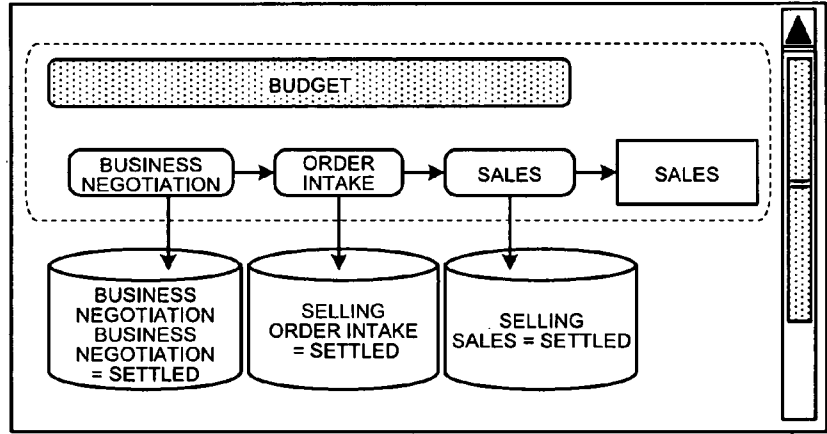 BUDGET
BUSINESS
NEGOTIATION
ORDER
INTAKE
SALES
SALES
BUSINESS
NEGOTIATION
BUSINESS
NEGOTIATION
= SETTLED
SELLING
ORDER INTAKE
= SETTLED
SELLING
SALES = SETTLED